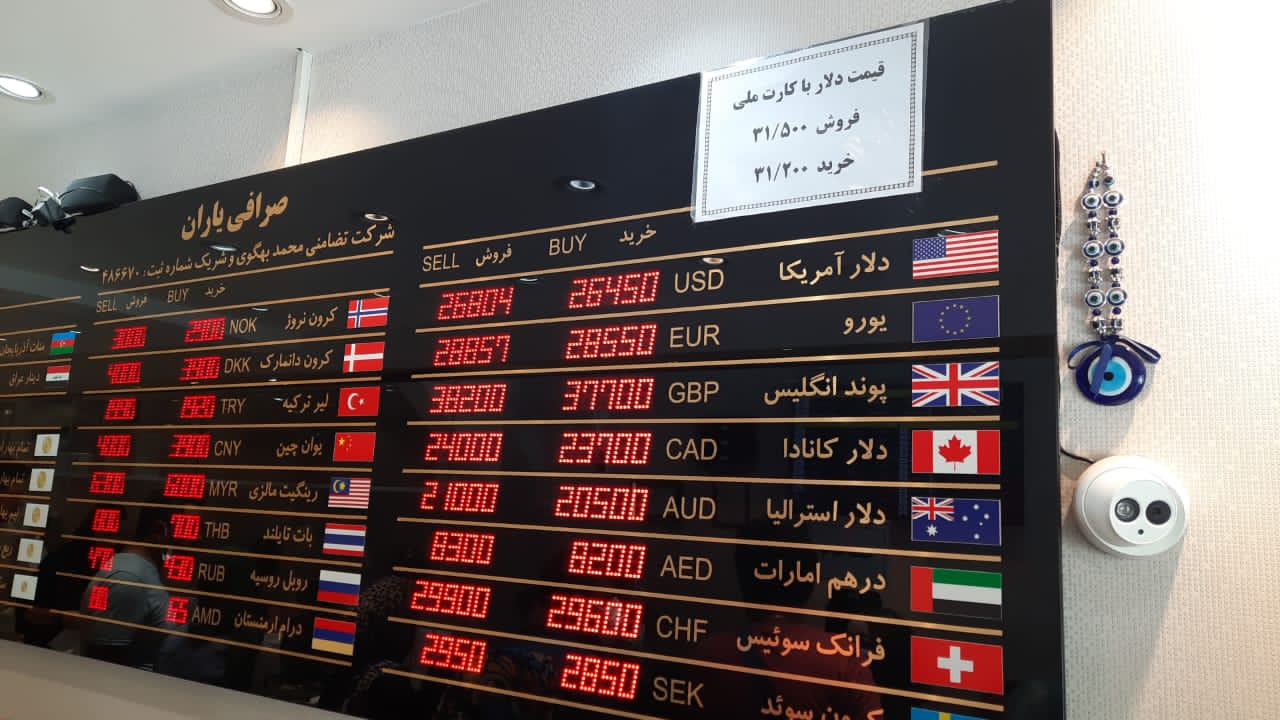 قیمت دلار با کارت ملی
فروش ۳۱/۵۰۰
خرید ۳۱/۲۰۰
صرافی یاران
شرکت تضامنی محمد بهگوی و شریک شماره ثبت: ۴۸۶۶۷۰
SELL فروش BUY خرید
26804 26450 USD دلار آمریکا
28857 28550 EUR یورو
38200 37700 GBP پوند انگلیس
24000 23700 CAD دلار کانادا
21000 20500 AUD دلار استرالیا
8300 8200 AED درهم امارات
29900 29600 CHF فرانک سوئیس
2950 2850 SEK کرون سوئد
SELL فروش BUY خرید
NOK کرون نروژ
DKK کرون دانمارک
TRY لیر ترکیه
CNY یوان چین
MYR رینگیت مالزی
THB بات تایلند
RUB روبل روسیه
AMD درام ارمنستان
منات آذربایجان
دینار عراق